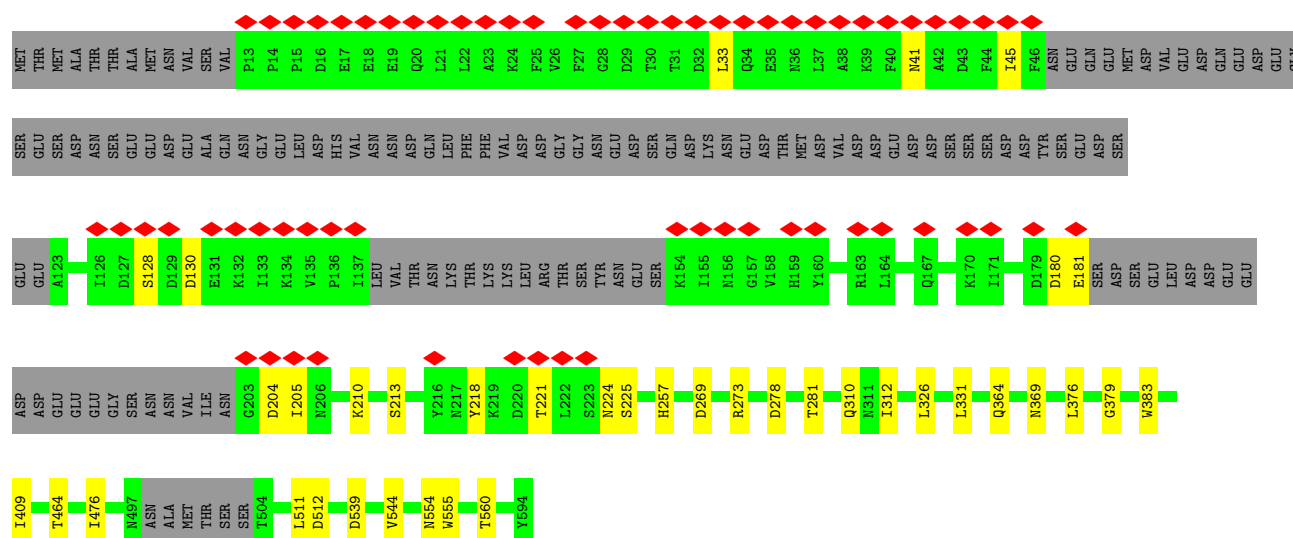 MET THR MET ALA THR THR ALA MET ASN VAL SER VAL P13 P14 P15 D16 E17 E18 E19 Q20 L21 L22 A23 K24 F25 V26 F27 G28 D29 T30 T31 D32 L33 Q34 E35 N36 L37 A38 K39 F40 N41 A42 D43 F44 I45 F46 ASN GLU GLN GLU MET ASP VAL GLU ASP GLN GLU ASP GLU
SER GLU SER ASP ASN SER GLU GLU ASP GLU ALA GLN ASN GLY GLU LEU ASP HIS VAL ASN ASN ASP GLN LEU PHE PHE VAL ASP ASP GLY GLY ASN GLU ASP SER GLN ASP LYS ASN GLU ASP THR MET ASP VAL ASP ASP GLU ASP ASP SER SER SER ASP ASP TYR SER GLU ASP SER
GLU GLU A123 I126 D127 S128 D129 D130 E131 K132 I133 K134 V135 P136 I137 LEU VAL THR ASN LYS THR LYS LYS LEU ARG THR SER TYR ASN GLU SER K154 I155 N156 G157 V158 H159 Y160 R163 L164 Q167 K170 I171 D179 D180 E181 SER ASP SER GLU LEU ASP ASP GLU GLU
ASP ASP GLU GLU GLU GLY SER ASN ASN VAL ILE ASN G203 D204 I205 N206 K210 S213 Y216 N217 Y218 K219 D220 T221 L222 S223 N224 S225 H257 D269 R273 D278 T281 Q310 N311 I312 L326 L331 Q364 N369 L376 G379 W383
I409 T464 I476 N497 ASN ALA MET THR SER SER T504 L511 D512 D539 V544 N554 W555 T560 Y594